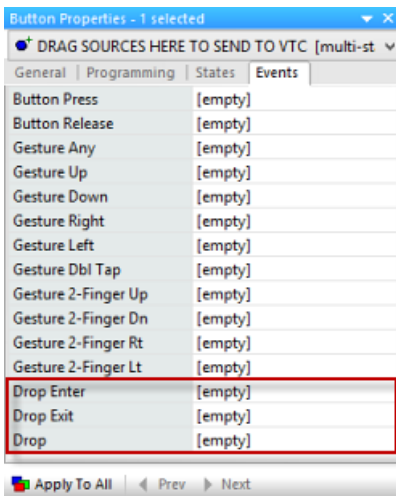 Button Properties - 1 selected
DRAG SOURCES HERE TO SEND TO VTC [multi-st
General | Programming | States | Events
Button Press [empty]
Button Release [empty]
Gesture Any [empty]
Gesture Up [empty]
Gesture Down [empty]
Gesture Right [empty]
Gesture Left [empty]
Gesture Dbl Tap [empty]
Gesture 2-Finger Up [empty]
Gesture 2-Finger Dn [empty]
Gesture 2-Finger Rt [empty]
Gesture 2-Finger Lt [empty]
Drop Enter [empty]
Drop Exit [empty]
Drop [empty]
Apply To All | Prev Next